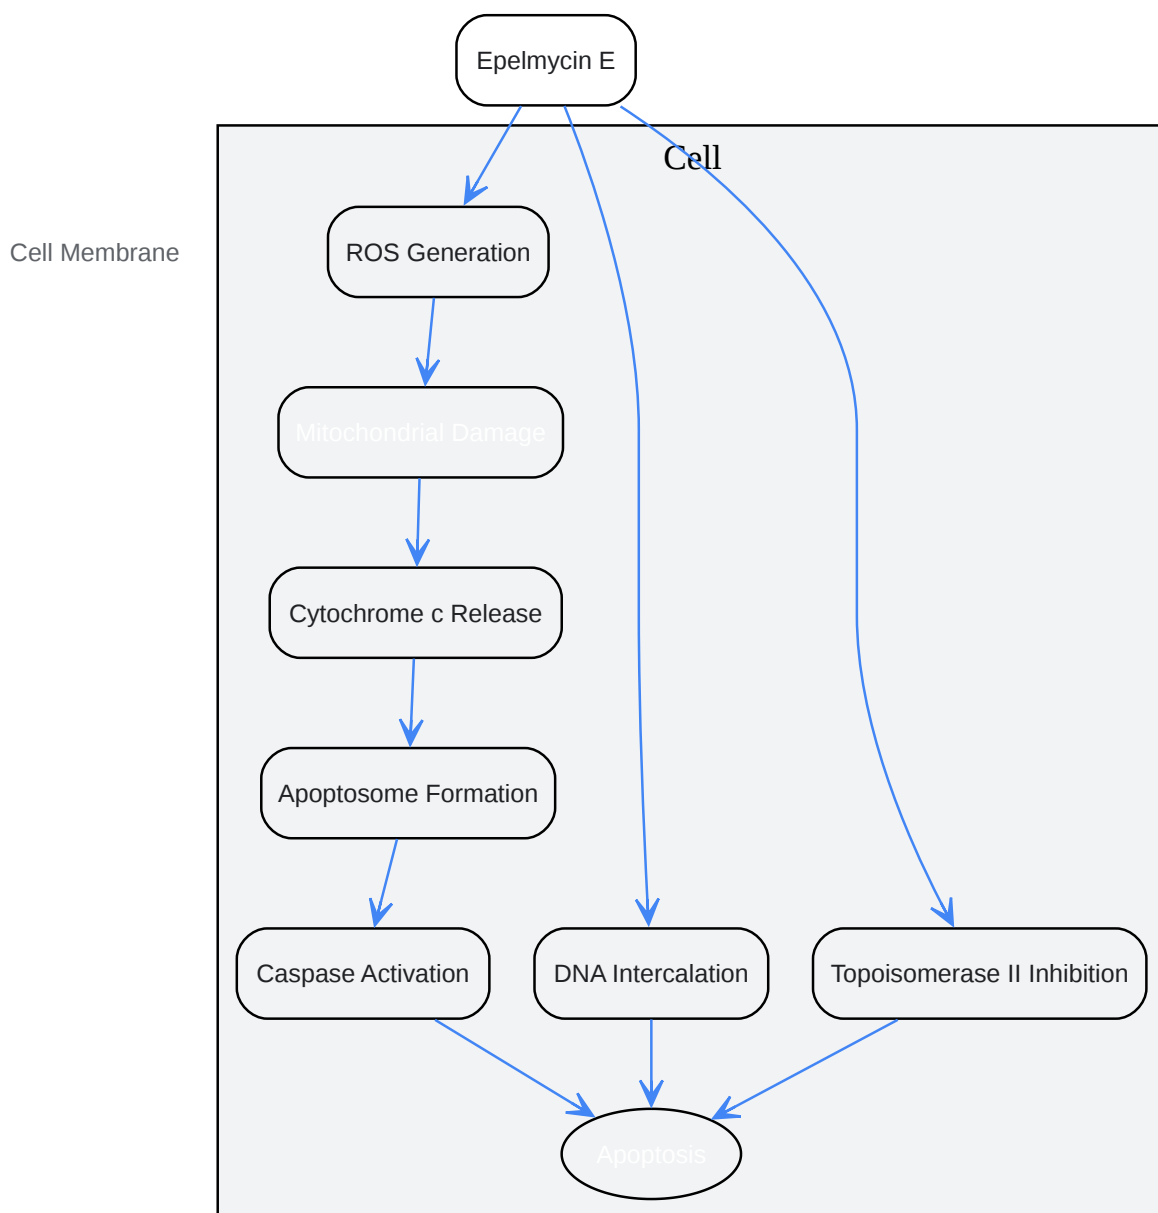 Epelmycin E
Cell
Cell Membrane
ROS Generation
Mitochondrial Damage
Cytochrome c Release
Apoptosome Formation
Caspase Activation
DNA Intercalation
Topoisomerase II Inhibition
Apoptosis